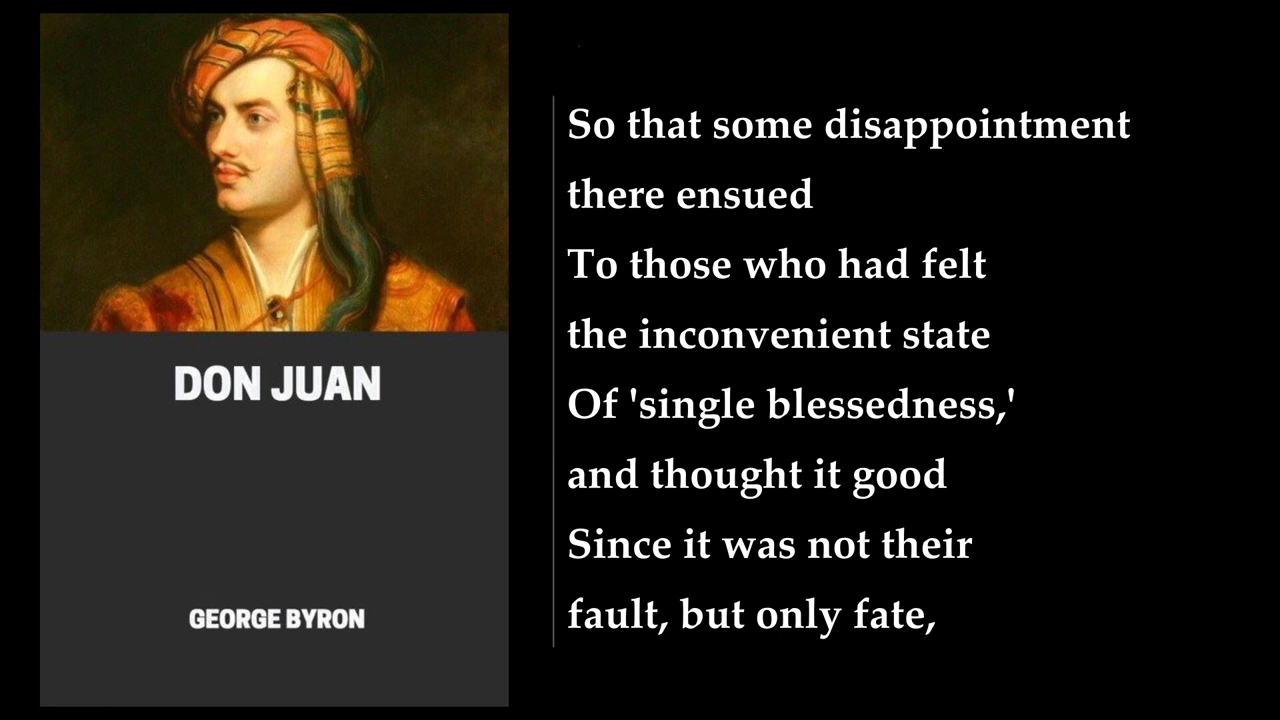 DON JUAN
GEORGE BYRON
So that some disappointment
there ensued
To those who had felt
the inconvenient state
Of 'single blessedness,'
and thought it good
Since it was not their
fault, but only fate,